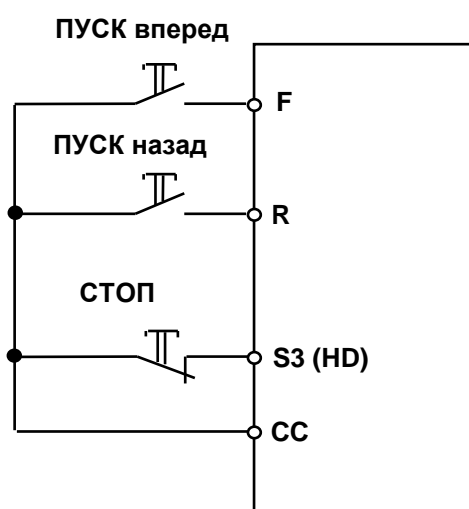 ПУСК вперед
F
ПУСК назад
R
СТОП
S3 (HD)
CC